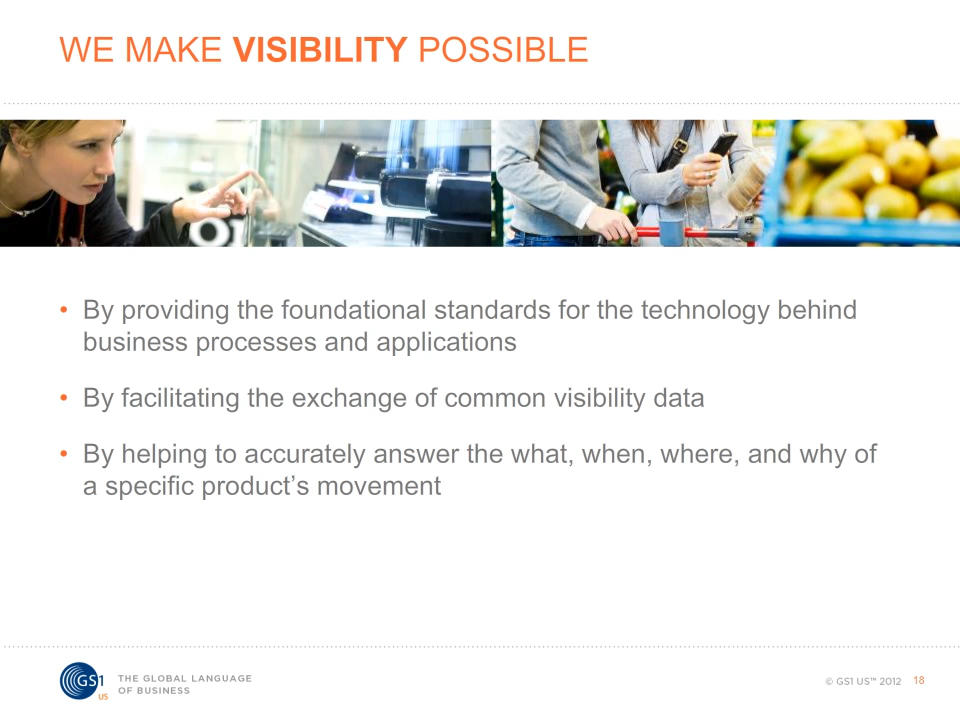 WE MAKE VISIBILITY POSSIBLE
• By providing the foundational standards for the technology behind
business processes and applications
• By facilitating the exchange of common visibility data
• By helping to accurately answer the what, when, where, and why of
a specific product’s movement
GS1
US
THE GLOBAL LANGUAGE
OF BUSINESS
© GS1 US™ 2012 18